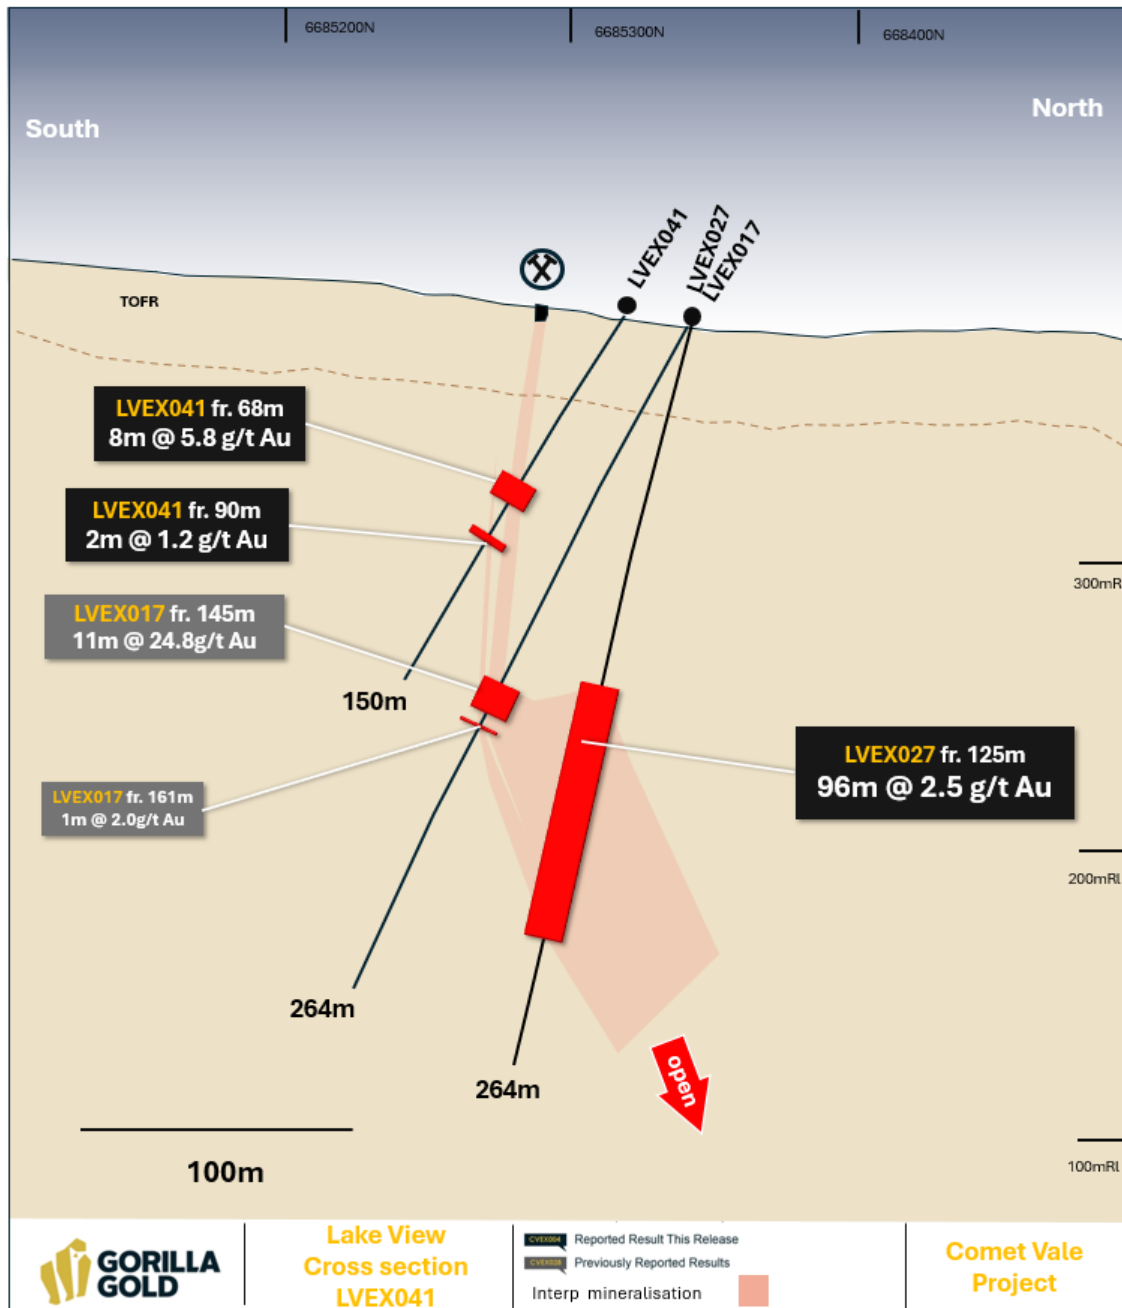 6685200N
6685300N
668400N
South
North
LVEX041
LVEX027
LVEX017
TOFR
LVEX041 fr. 68m
8m @ 5.8 g/t Au
LVEX041 fr. 90m
2m @ 1.2 g/t Au
300mR
LVEX017 fr. 145m
11m @ 24.8g/t Au
150m
LVEX027 fr. 125m
96m @ 2.5 g/t Au
LVEX017 fr. 161m
1m @ 2.0g/t Au
200mRl
264m
264m
open
100m
100mRl
GORILLA
GOLD
Lake View
Cross section
LVEX041
CVEX004 Reported Result This Release
Previously Reported Results
Interp mineralisation
Comet Vale
Project